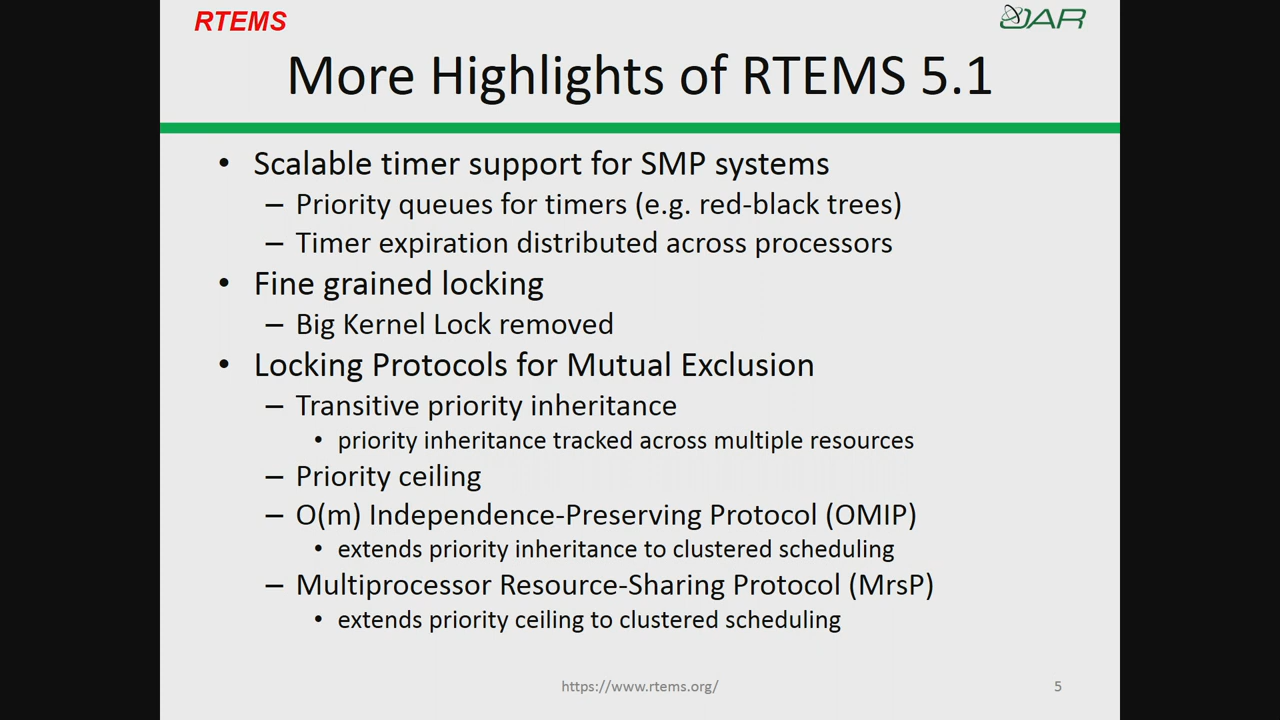 RTEMS
OAR
More Highlights of RTEMS 5.1
• Scalable timer support for SMP systems
– Priority queues for timers (e.g. red-black trees)
– Timer expiration distributed across processors
• Fine grained locking
– Big Kernel Lock removed
• Locking Protocols for Mutual Exclusion
– Transitive priority inheritance
• priority inheritance tracked across multiple resources
– Priority ceiling
– O(m) Independence-Preserving Protocol (OMIP)
• extends priority inheritance to clustered scheduling
– Multiprocessor Resource-Sharing Protocol (MrsP)
• extends priority ceiling to clustered scheduling
https://www.rtems.org/
5